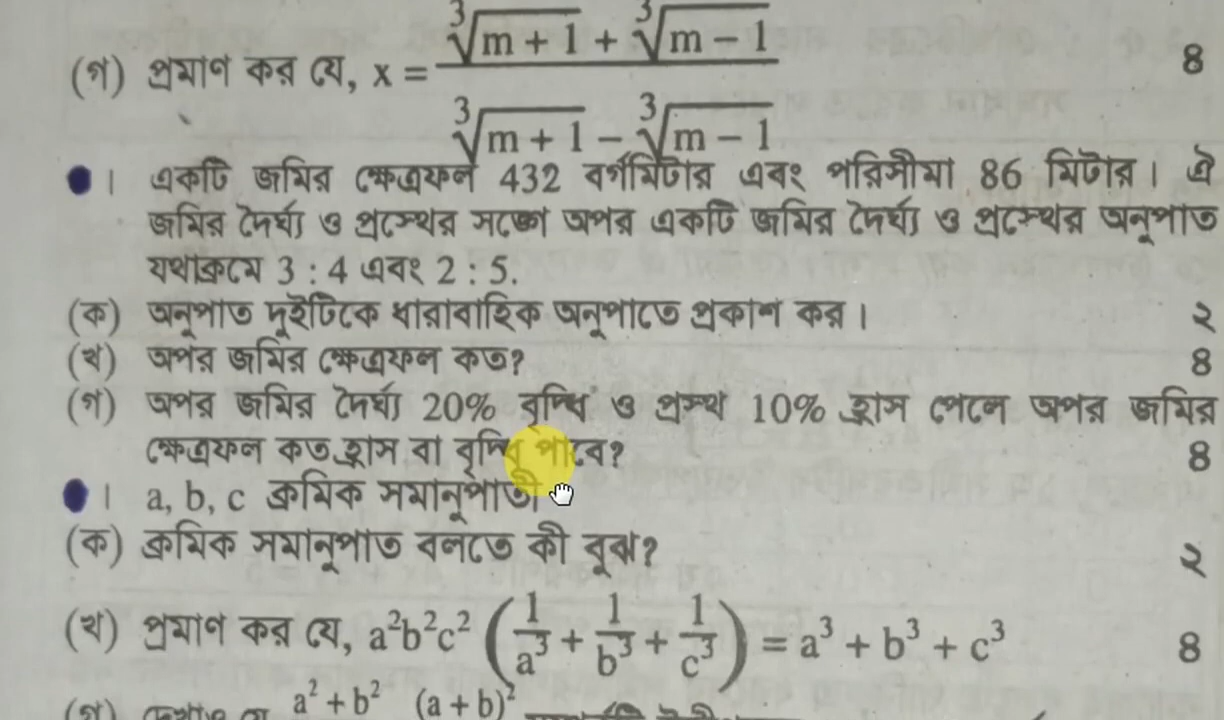 (গ) প্রমাণ কর যে, x = (∛(m + 1) + ∛(m − 1)) / (∛(m + 1) − ∛(m − 1)) ৪
। একটি জমির ক্ষেত্রফল 432 বর্গমিটার এবং পরিসীমা 86 মিটার। ঐ
জমির দৈর্ঘ্য ও প্রস্থের সঙ্গে অপর একটি জমির দৈর্ঘ্য ও প্রস্থের অনুপাত
যথাক্রমে 3 : 4 এবং 2 : 5.
(ক) অনুপাত দুইটিকে ধারাবাহিক অনুপাতে প্রকাশ কর। ২
(খ) অপর জমির ক্ষেত্রফল কত? ৪
(গ) অপর জমির দৈর্ঘ্য 20% বৃদ্ধি ও প্রস্থ 10% হ্রাস পেলে অপর জমির
ক্ষেত্রফল কত হ্রাস বা বৃদ্ধি পাবে? ৪
। a, b, c ক্রমিক সমানুপাতী
(ক) ক্রমিক সমানুপাত বলতে কী বুঝ? ২
(খ) প্রমাণ কর যে, a²b²c² (1/a³ + 1/b³ + 1/c³) = a³ + b³ + c³ ৪
(গ) দেখাও যে a² + b² (a + b)²